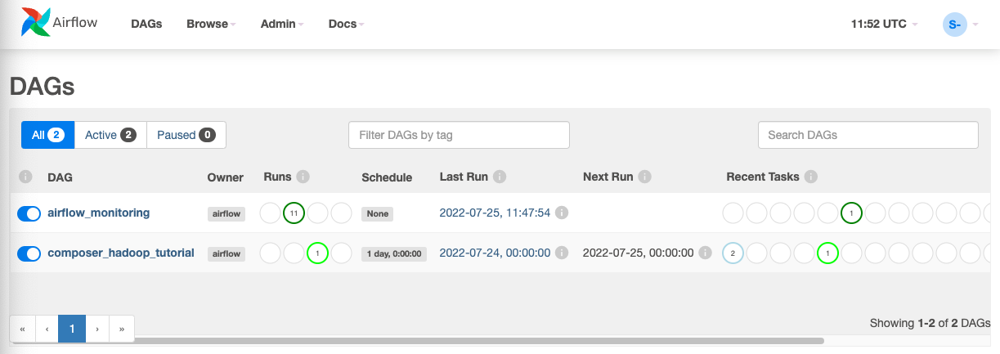 Airflow DAGs Browse Admin Docs 11:52 UTC S-
DAGs
All 2 Active 2 Paused 0 Filter DAGs by tag Search DAGs
i DAG Owner Runs i Schedule Last Run i Next Run i Recent Tasks i
airflow_monitoring airflow 11 None 2022-07-25, 11:47:54 i 1
composer_hadoop_tutorial airflow 1 1 day, 0:00:00 2022-07-24, 00:00:00 i 2022-07-25, 00:00:00 i 2 1
« ‹ 1 › » Showing 1-2 of 2 DAGs